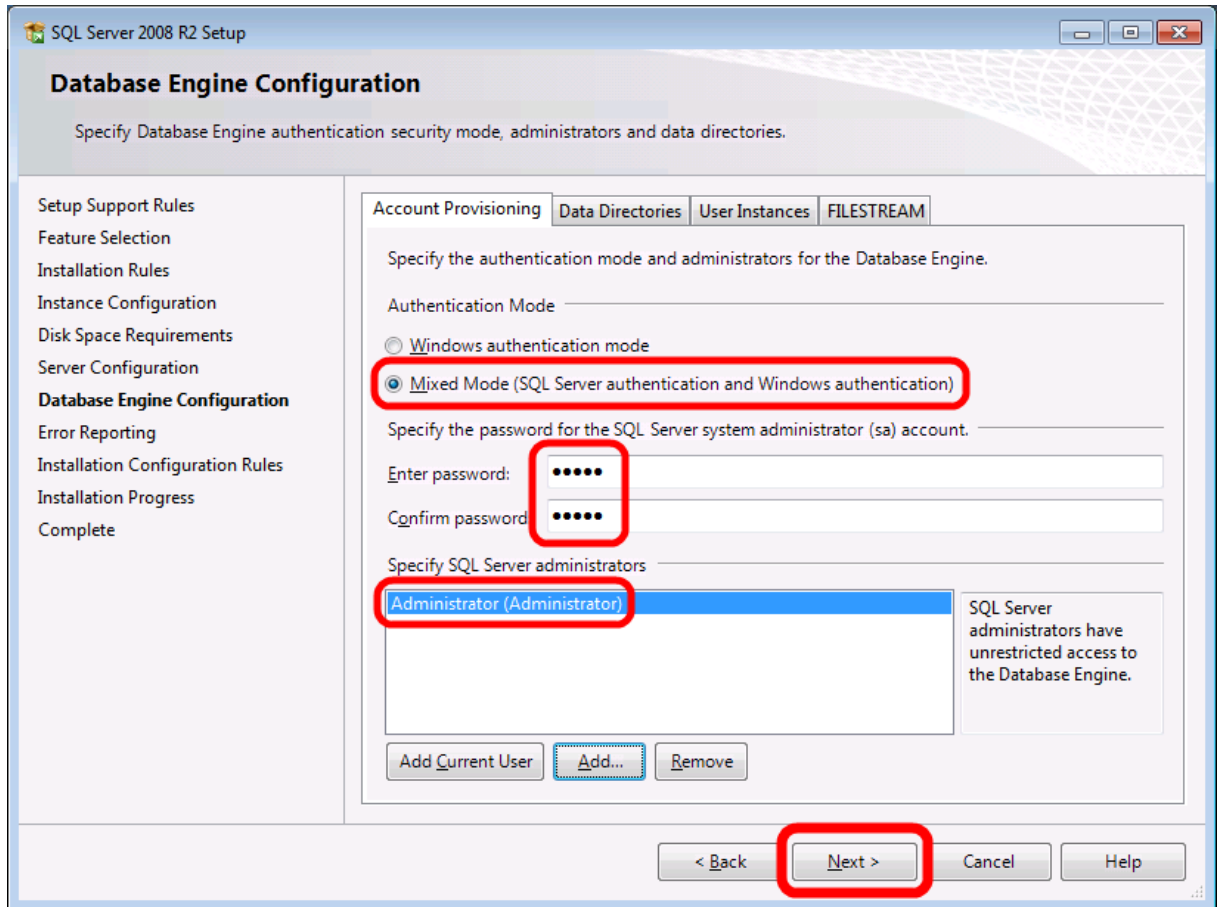 SQL Server 2008 R2 Setup
Database Engine Configuration
Specify Database Engine authentication security mode, administrators and data directories.
Setup Support Rules
Feature Selection
Installation Rules
Instance Configuration
Disk Space Requirements
Server Configuration
Database Engine Configuration
Error Reporting
Installation Configuration Rules
Installation Progress
Complete
Account Provisioning Data Directories User Instances FILESTREAM
Specify the authentication mode and administrators for the Database Engine.
Authentication Mode
Windows authentication mode
Mixed Mode (SQL Server authentication and Windows authentication)
Specify the password for the SQL Server system administrator (sa) account.
Enter password: •••••
Confirm password •••••
Specify SQL Server administrators
Administrator (Administrator)
SQL Server
administrators have
unrestricted access to
the Database Engine.
Add Current User Add... Remove
< Back Next > Cancel Help